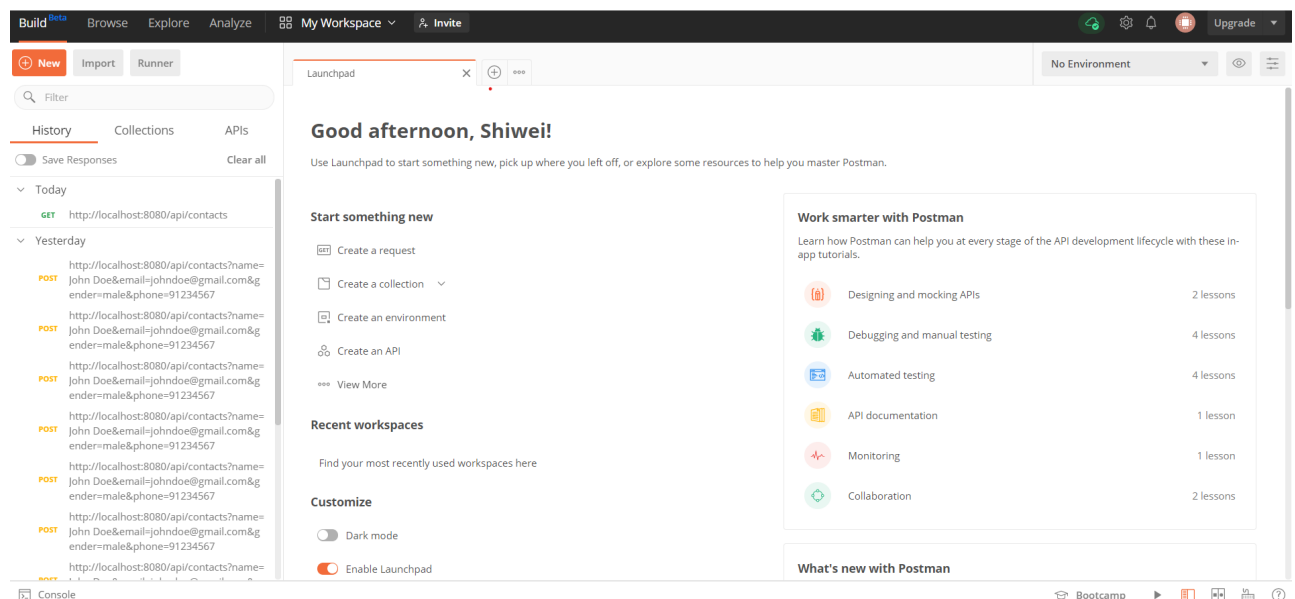 Build Beta Browse Explore Analyze My Workspace Invite Upgrade
New Import Runner
Filter
History Collections APIs
Save Responses Clear all
Today
GET http://localhost:8080/api/contacts
Yesterday
http://localhost:8080/api/contacts?name=
POST John Doe&email=johndoe@gmail.com&g
ender=male&phone=91234567
http://localhost:8080/api/contacts?name=
POST John Doe&email=johndoe@gmail.com&g
ender=male&phone=91234567
http://localhost:8080/api/contacts?name=
POST John Doe&email=johndoe@gmail.com&g
ender=male&phone=91234567
http://localhost:8080/api/contacts?name=
POST John Doe&email=johndoe@gmail.com&g
ender=male&phone=91234567
http://localhost:8080/api/contacts?name=
POST John Doe&email=johndoe@gmail.com&g
ender=male&phone=91234567
http://localhost:8080/api/contacts?name=
POST John Doe&email=johndoe@gmail.com&g
ender=male&phone=91234567
http://localhost:8080/api/contacts?name=
Launchpad
No Environment
Good afternoon, Shiwei!
Use Launchpad to start something new, pick up where you left off, or explore some resources to help you master Postman.
Start something new
GET Create a request
Create a collection
Create an environment
Create an API
View More
Recent workspaces
Find your most recently used workspaces here
Customize
Dark mode
Enable Launchpad
Work smarter with Postman
Learn how Postman can help you at every stage of the API development lifecycle with these in-
app tutorials.
Designing and mocking APIs 2 lessons
Debugging and manual testing 4 lessons
Automated testing 4 lessons
API documentation 1 lesson
Monitoring 1 lesson
Collaboration 2 lessons
What's new with Postman
Console Bootcamp